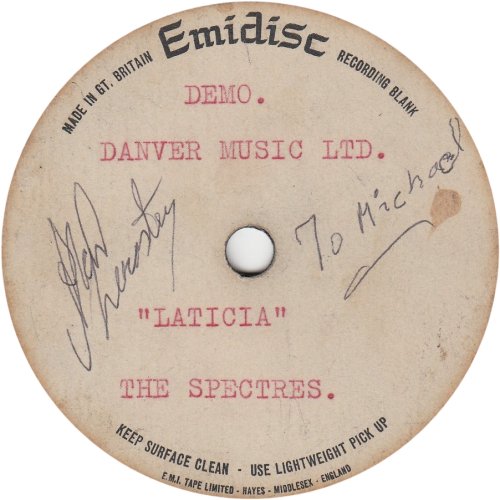 Emidisc
MADE IN GT. BRITAIN
RECORDING BLANK
DEMO.
DANVER MUSIC LTD.
To Michael
"LATICIA"
THE SPECTRES.
KEEP SURFACE CLEAN - USE LIGHTWEIGHT PICK UP
E.M.I. TAPE LIMITED - HAYES - MIDDLESEX - ENGLAND